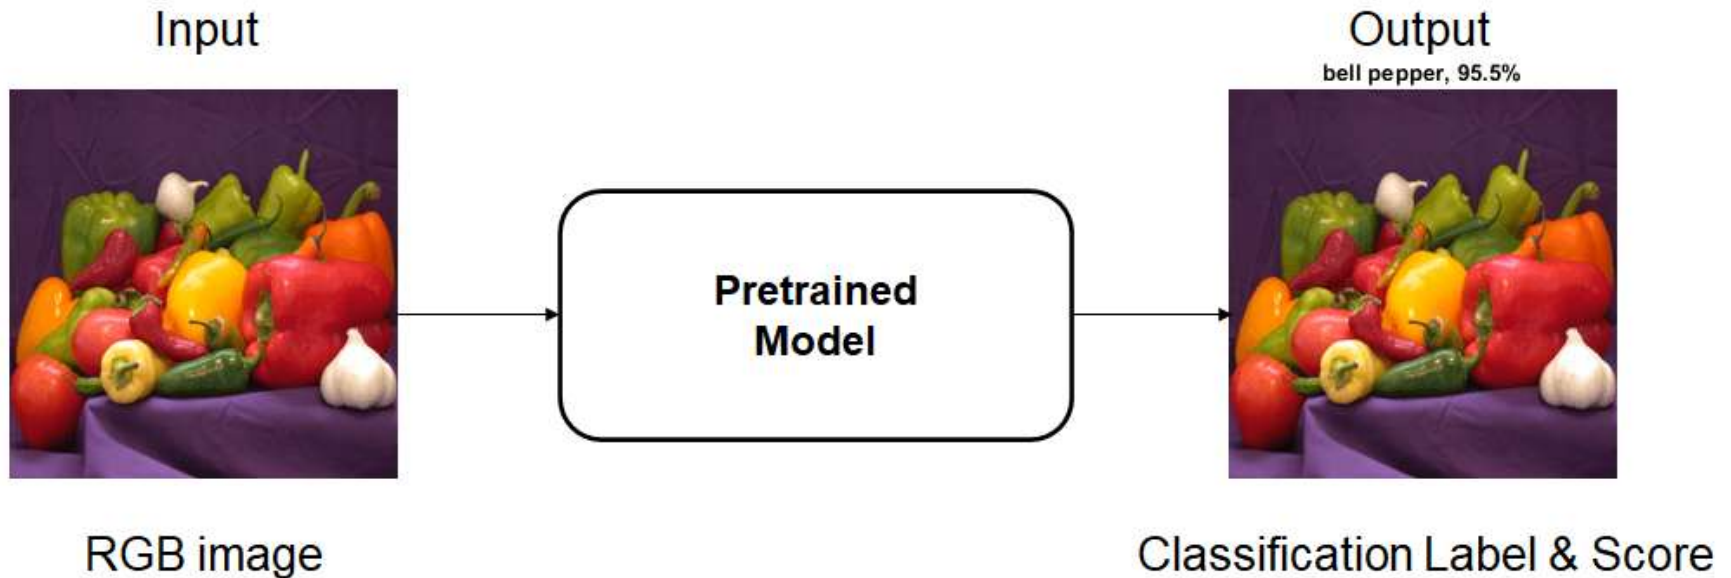 Input
Output
bell pepper, 95.5%
Pretrained
Model
RGB image
Classification Label & Score